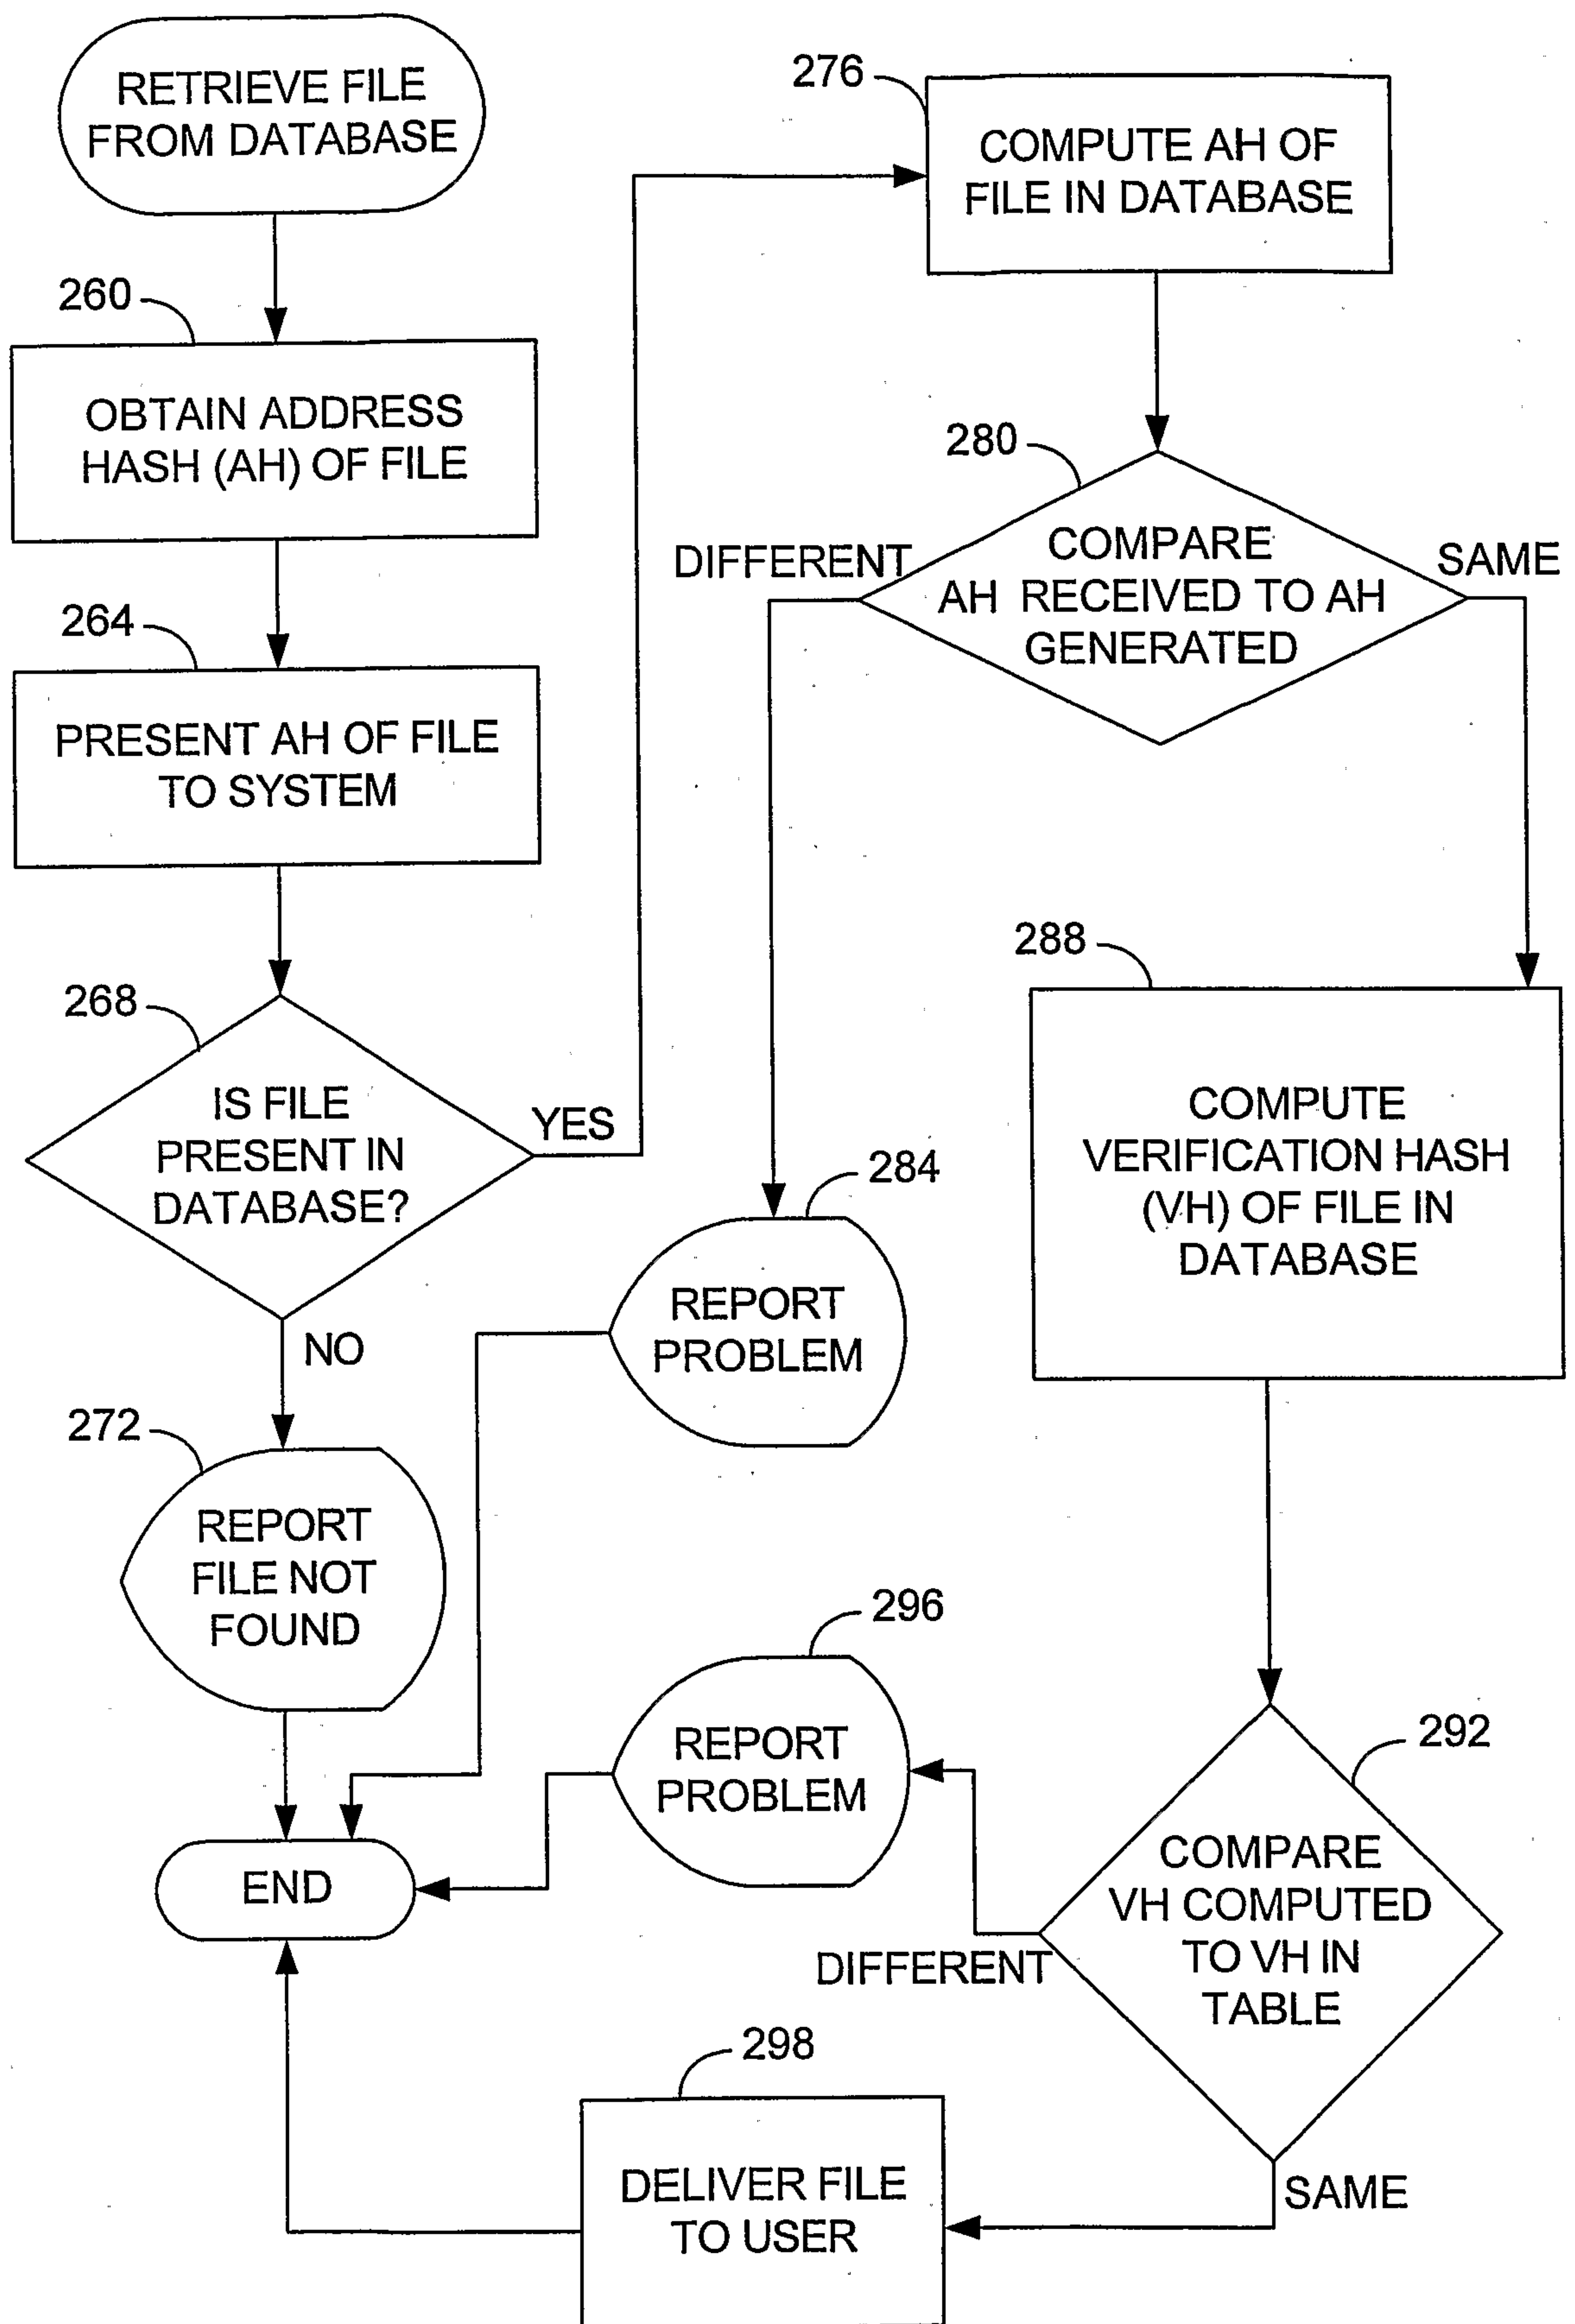 RETRIEVE FILE
FROM DATABASE
260
OBTAIN ADDRESS
HASH (AH) OF FILE
264
PRESENT AH OF FILE
TO SYSTEM
268
IS FILE
PRESENT IN
DATABASE?
YES
NO
272
REPORT
FILE NOT
FOUND
END
276
COMPUTE AH OF
FILE IN DATABASE
280
COMPARE
AH RECEIVED TO AH
GENERATED
DIFFERENT
SAME
284
REPORT
PROBLEM
288
COMPUTE
VERIFICATION HASH
(VH) OF FILE IN
DATABASE
292
COMPARE
VH COMPUTED
TO VH IN
TABLE
DIFFERENT
SAME
296
REPORT
PROBLEM
298
DELIVER FILE
TO USER